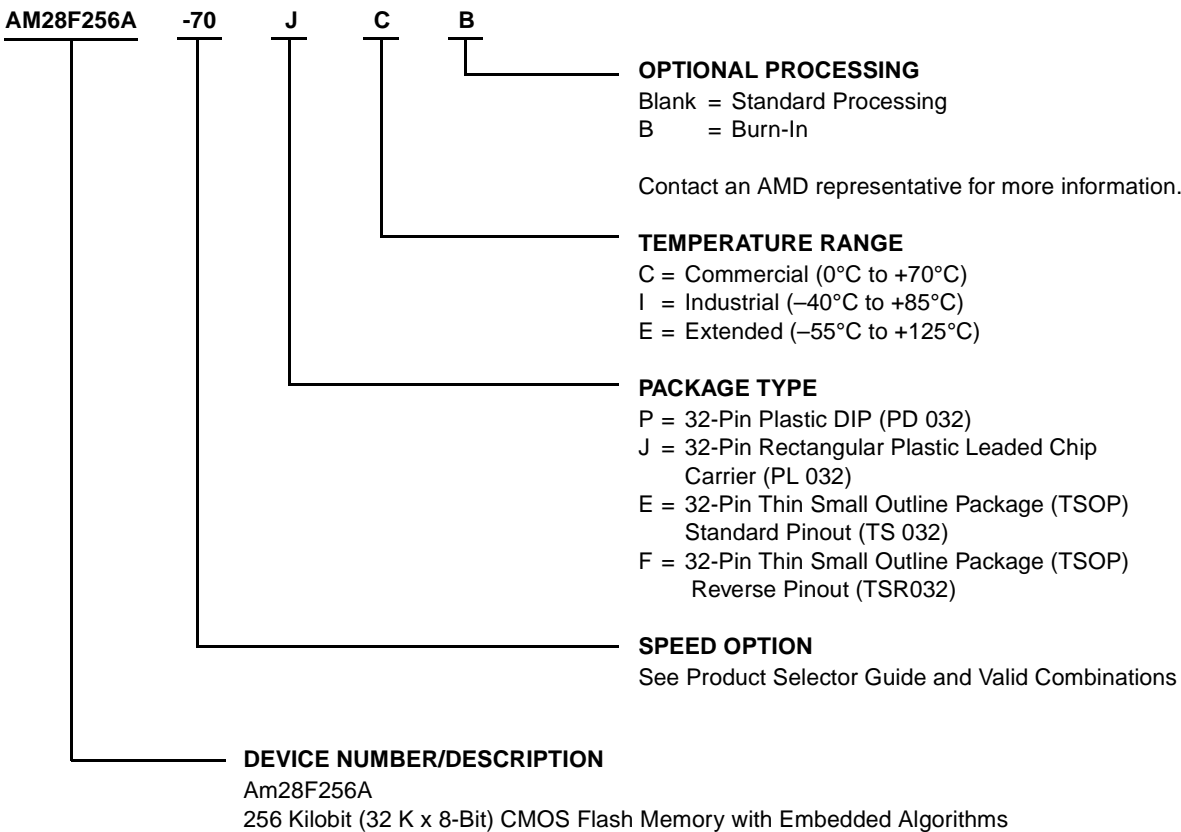 AM28F256A -70 J C B
OPTIONAL PROCESSING
Blank = Standard Processing
B = Burn-In
Contact an AMD representative for more information.
TEMPERATURE RANGE
C = Commercial (0°C to +70°C)
I = Industrial (–40°C to +85°C)
E = Extended (–55°C to +125°C)
PACKAGE TYPE
P = 32-Pin Plastic DIP (PD 032)
J = 32-Pin Rectangular Plastic Leaded Chip
Carrier (PL 032)
E = 32-Pin Thin Small Outline Package (TSOP)
Standard Pinout (TS 032)
F = 32-Pin Thin Small Outline Package (TSOP)
Reverse Pinout (TSR032)
SPEED OPTION
See Product Selector Guide and Valid Combinations
DEVICE NUMBER/DESCRIPTION
Am28F256A
256 Kilobit (32 K x 8-Bit) CMOS Flash Memory with Embedded Algorithms